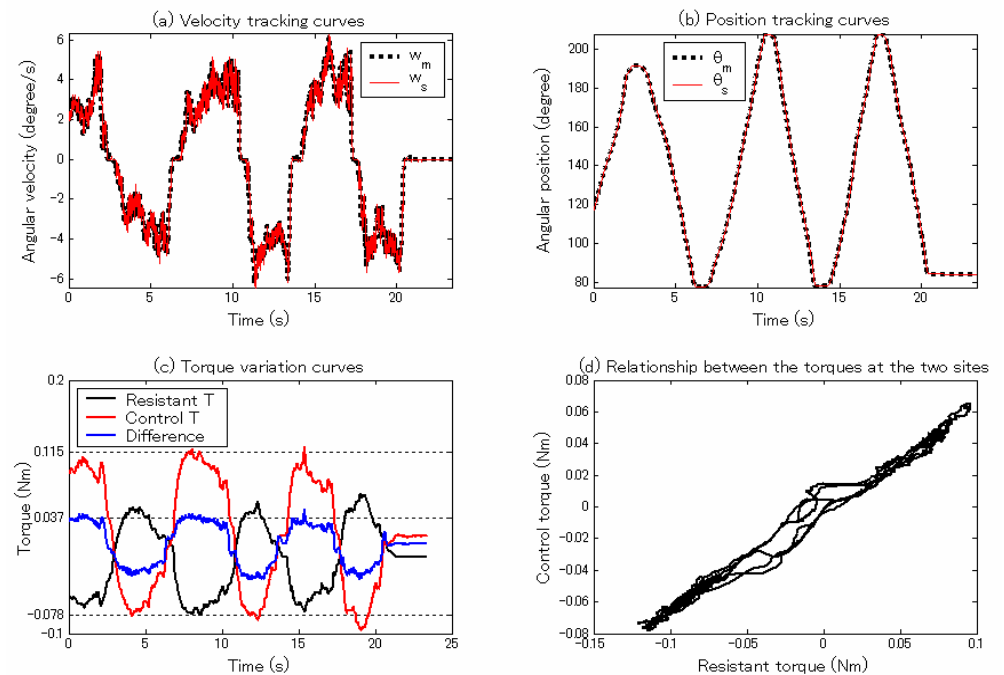 (a) Velocity tracking curves
6
4
2
0
-2
-4
-6
Angular velocity (degree/s)
w_m
w_s
0 5 10 15 20
Time (s)
(b) Position tracking curves
200
180
160
140
120
100
80
Angular position (degree)
θ_m
θ_s
0 5 10 15 20
Time (s)
(c) Torque variation curves
0.2
0.115
0.037
-0.078
-0.1
Torque (Nm)
Resistant T
Control T
Difference
0 5 10 15 20 25
Time (s)
(d) Relationship between the torques at the two sites
0.08
0.06
0.04
0.02
0
-0.02
-0.04
-0.06
-0.08
Control torque (Nm)
-0.15 -0.1 -0.05 0 0.05 0.1
Resistant torque (Nm)